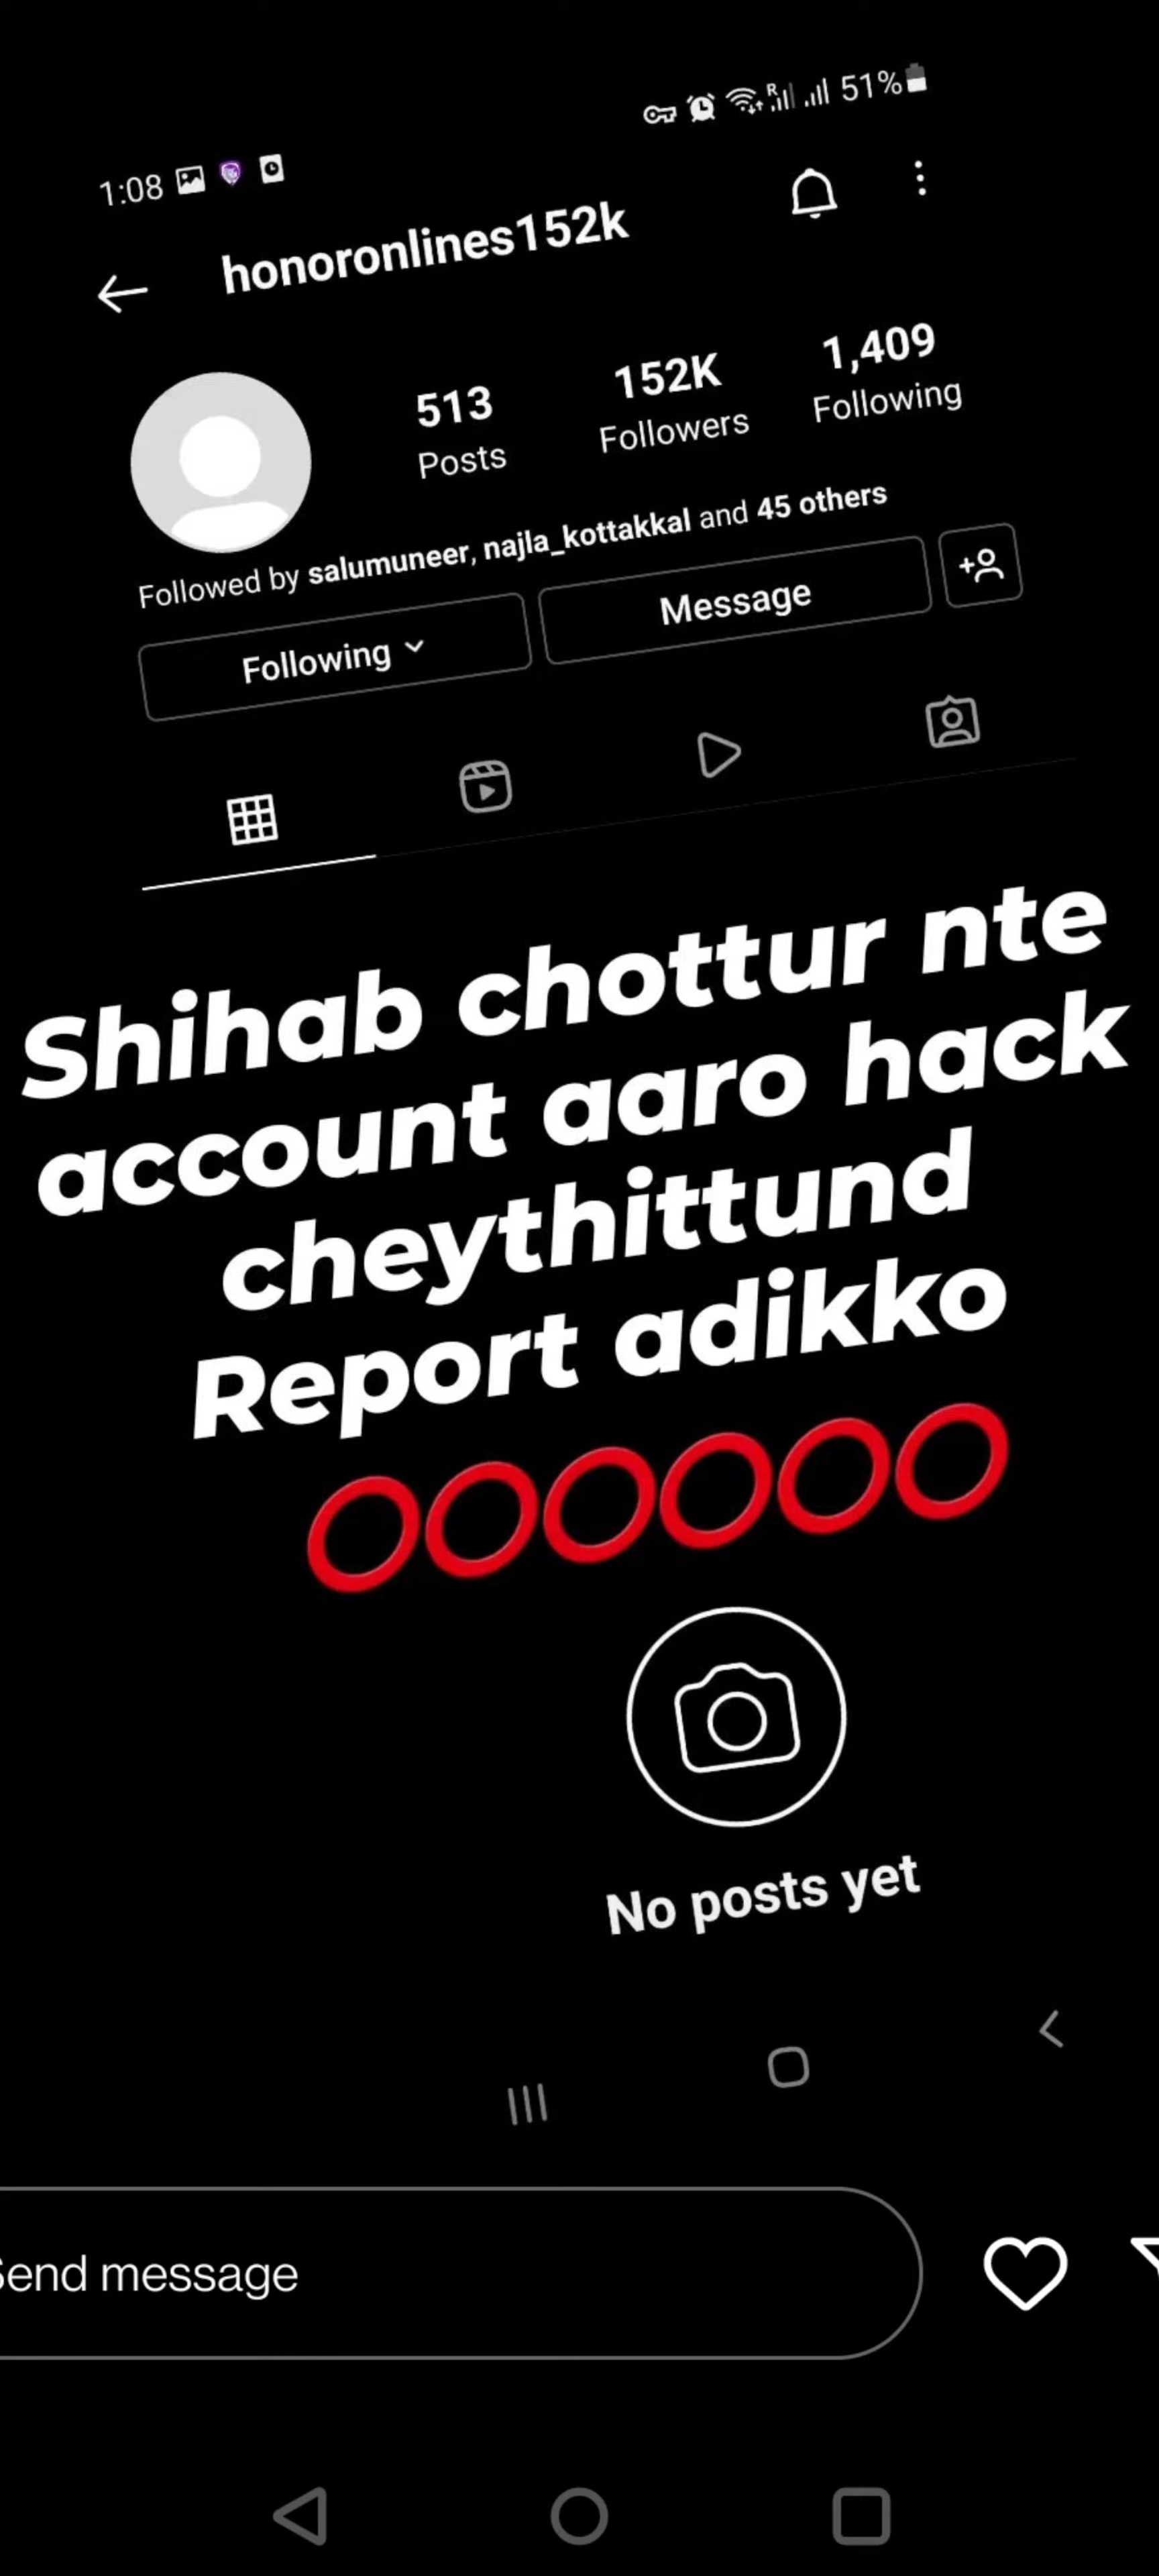 1:08 51%
honoronlines152k
513 152K 1,409
Posts Followers Following
Followed by salumuneer, najla_kottakkal and 45 others
Following Message
Shihab chottur nte
account aaro hack
cheythittund
Report adikko
No posts yet
Send message